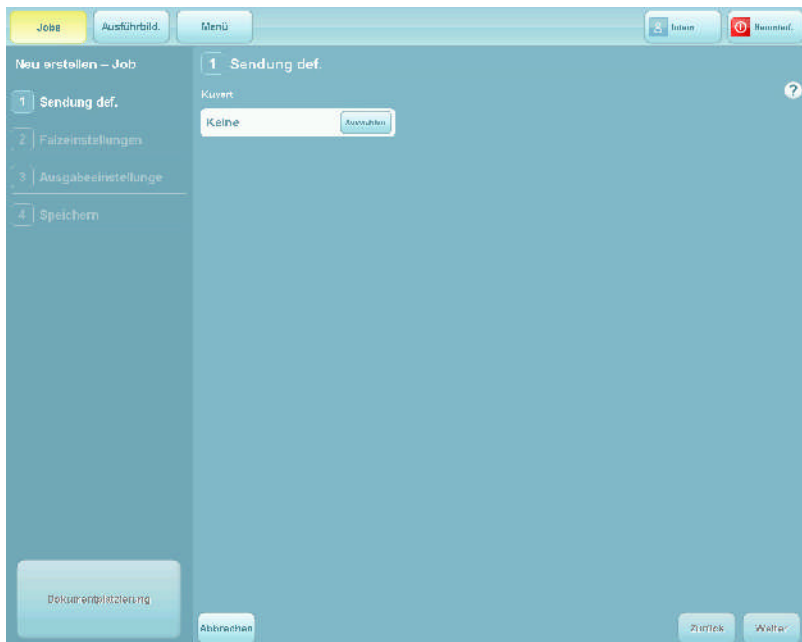 Jobs
Ausführbild.
Menü
Neu erstellen – Job
1 Sendung def.
2 Falzeinstellungen
3 Ausgabeeinstellunge
4 Speichern
Dokumentplatzierung
1 Sendung def.
Kuvert
Keine
Auswählen
Abbrechen
Zurück
Weiter